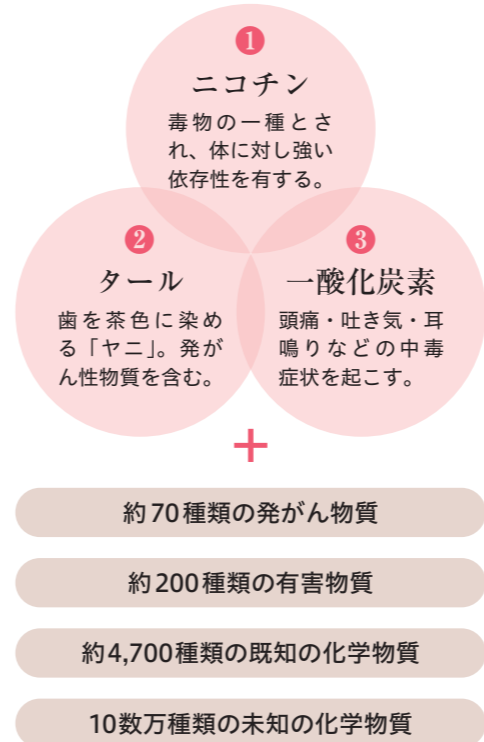 1
ニコチン
毒物の一種とさ
れ、体に対し強い
依存性を有する。
2
タール
歯を茶色に染め
る「ヤニ」。発が
ん性物質を含む。
3
一酸化炭素
頭痛・吐き気・耳
鳴りなどの中毒
症状を起こす。
+
約70種類の発がん物質
約200種類の有害物質
約4,700種類の既知の化学物質
10数万種類の未知の化学物質